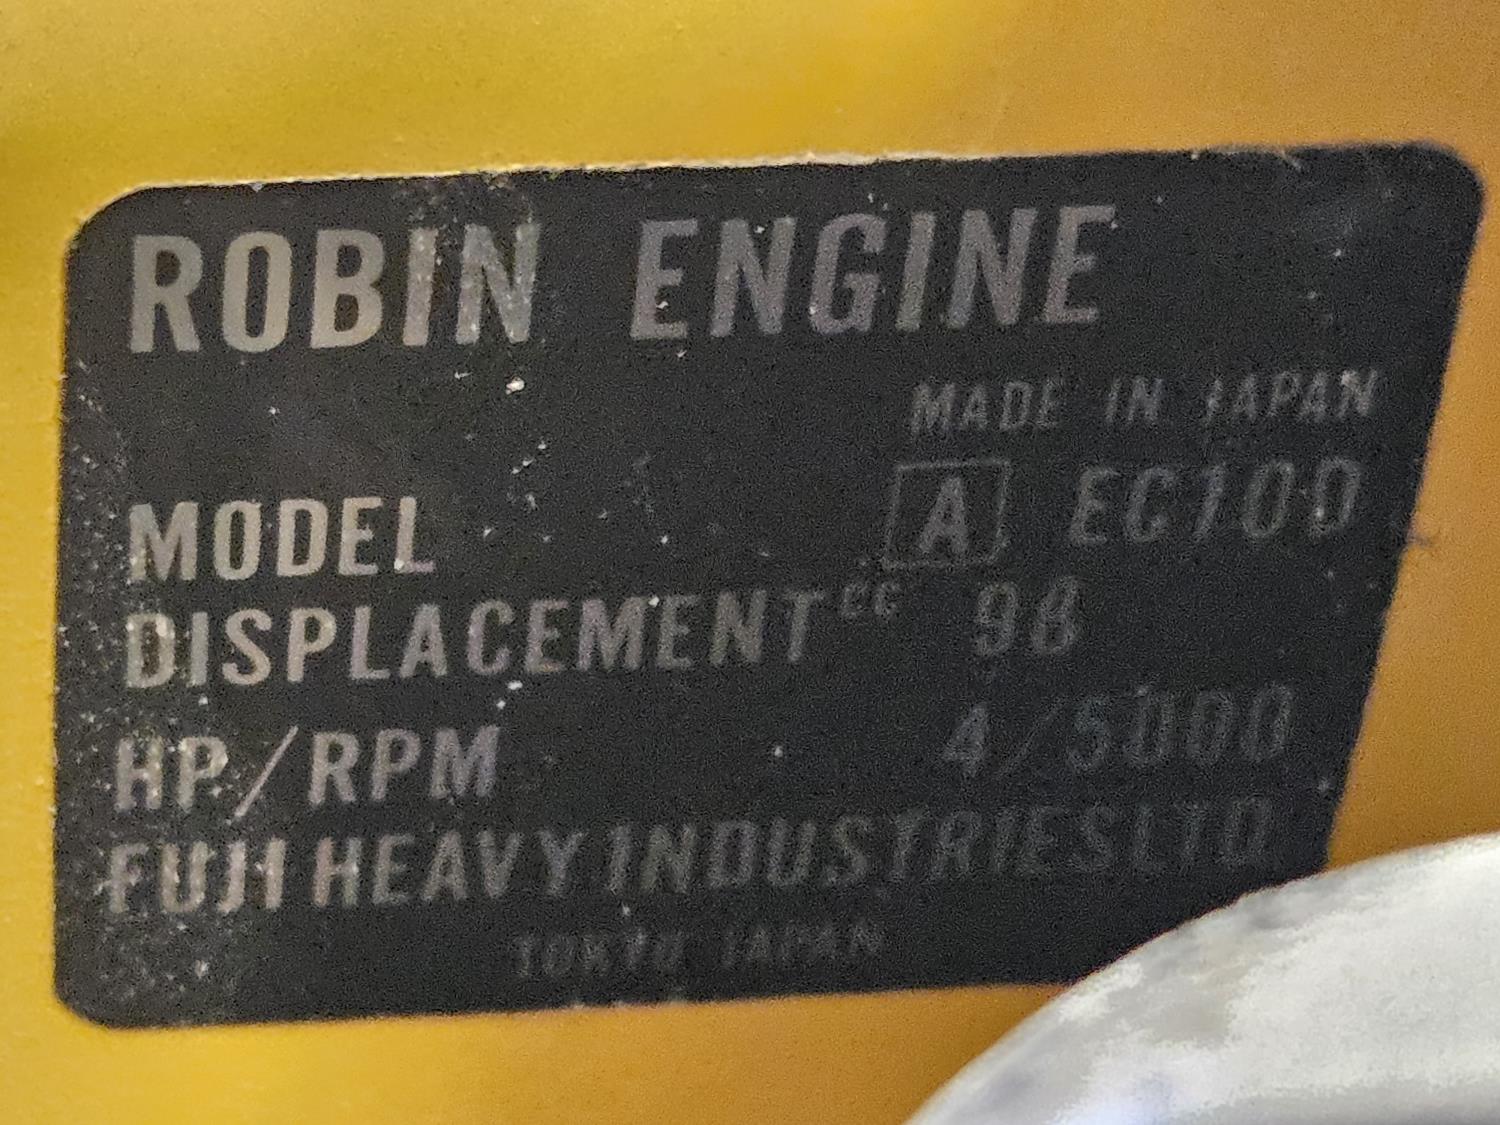 ROBIN ENGINE
MADE IN JAPAN
MODEL A EC10D
DISPLACEMENT CC 98
HP/RPM 4/5000
FUJI HEAVY INDUSTRIES LTD
TOKYO JAPAN